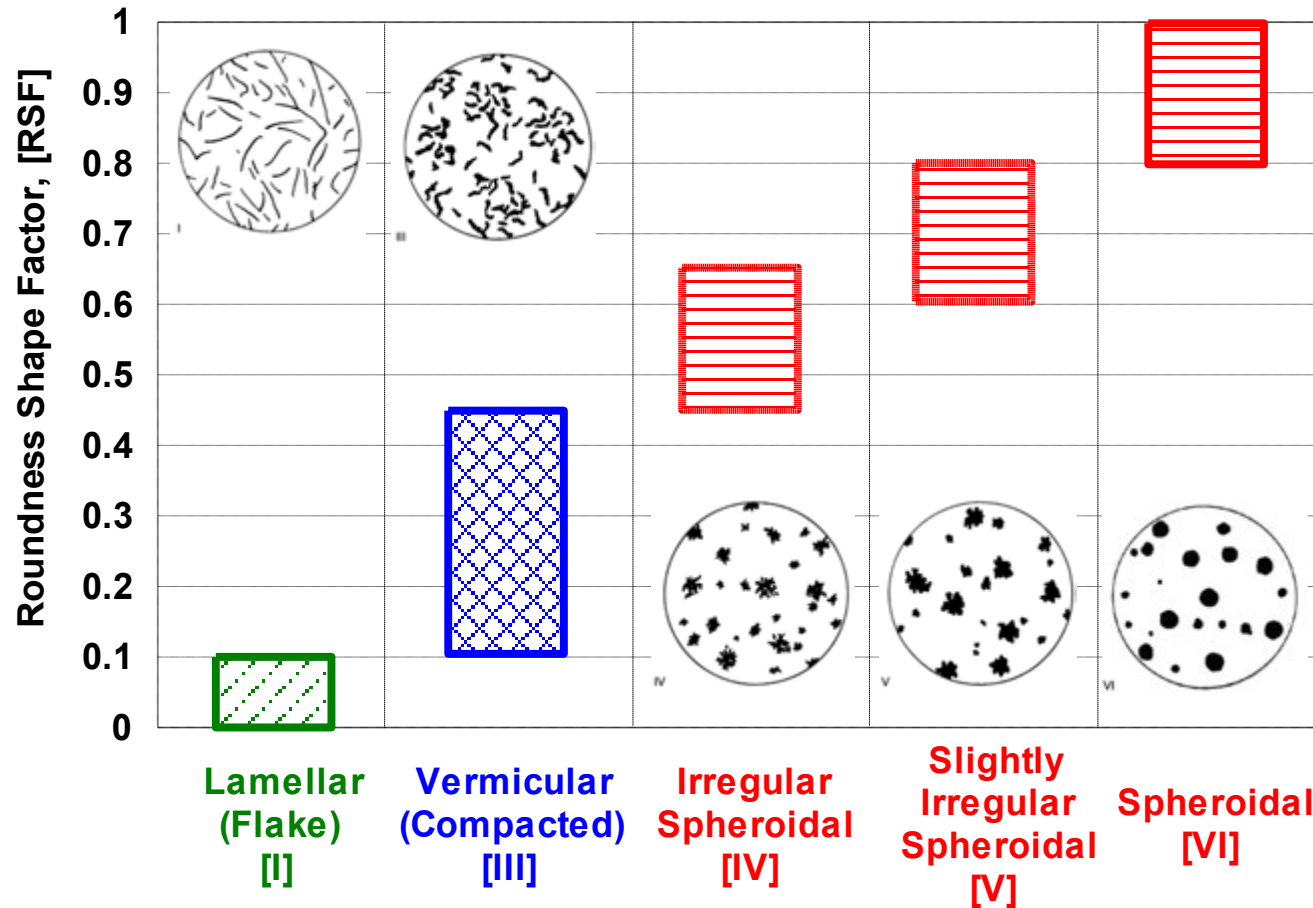 Roundness Shape Factor, [RSF]
1
0.9
0.8
0.7
0.6
0.5
0.4
0.3
0.2
0.1
0
I
III
IV
V
VI
Lamellar
(Flake)
[I]
Vermicular
(Compacted)
[III]
Irregular
Spheroidal
[IV]
Slightly
Irregular
Spheroidal
[V]
Spheroidal
[VI]